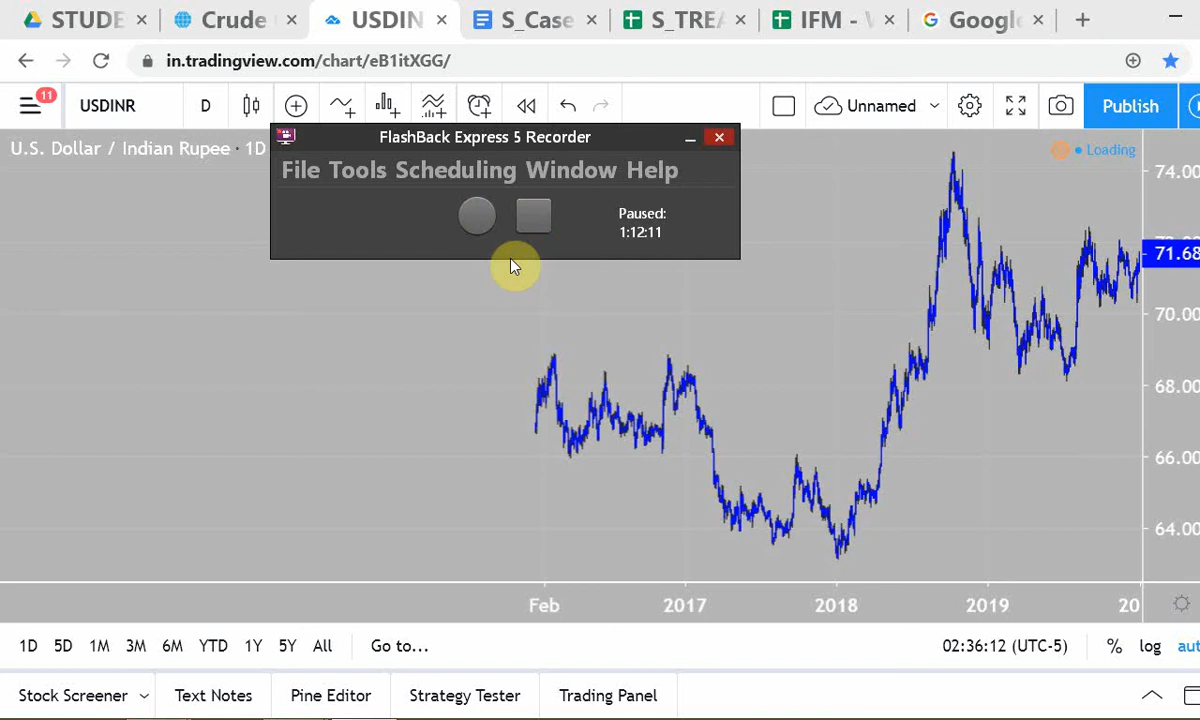 STUDE
Crude
USDIN
S_Case
S_TREA
IFM -
Google
in.tradingview.com/chart/eB1itXGG/
11
USDINR
D
Unnamed
Publish
U.S. Dollar / Indian Rupee · 1D
Loading
FlashBack Express 5 Recorder
File Tools Scheduling Window Help
Paused:
1:12:11
74.00
71.68
70.00
68.00
66.00
64.00
Feb
2017
2018
2019
20
1D 5D 1M 3M 6M YTD 1Y 5Y All Go to...
02:36:12 (UTC-5) % log aut
Stock Screener Text Notes Pine Editor Strategy Tester Trading Panel